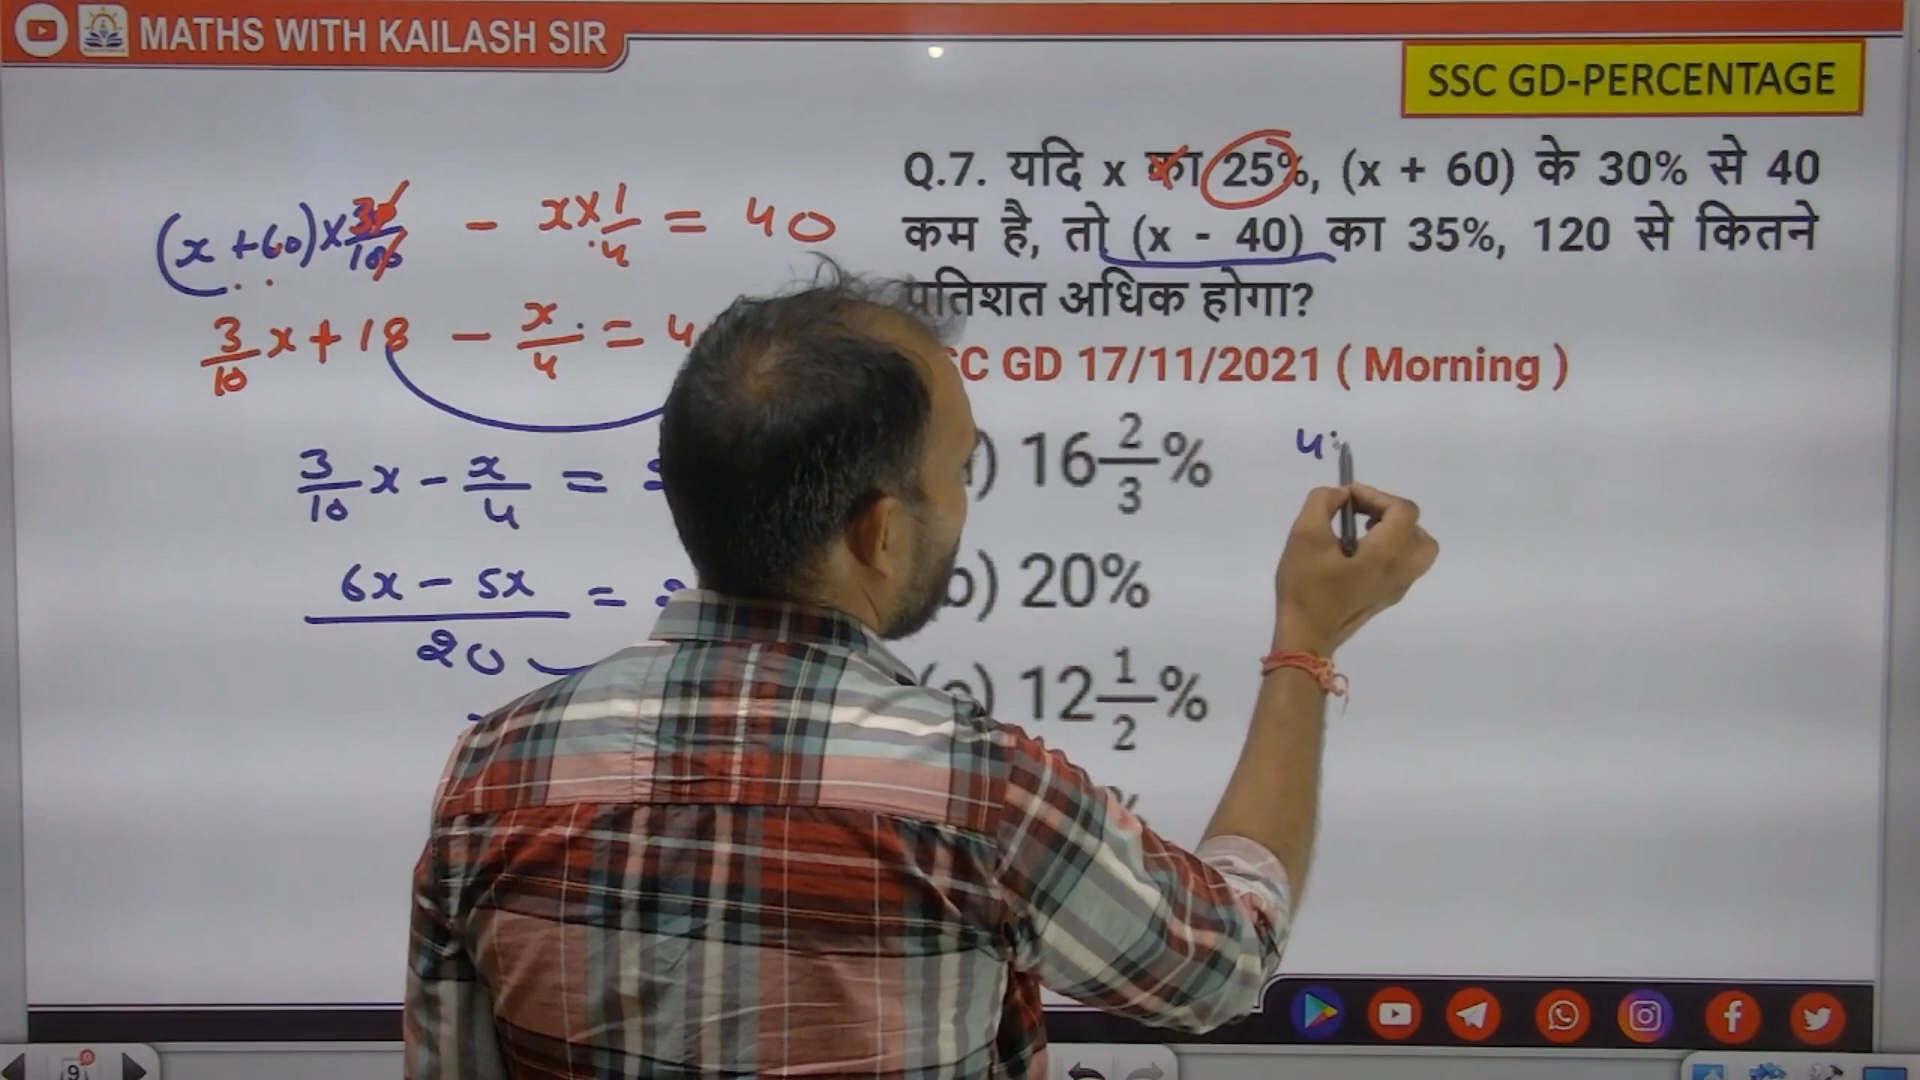 MATHS WITH KAILASH SIR
SSC GD-PERCENTAGE
Q.7. यदि x का 25%, (x + 60) के 30% से 40
कम है, तो (x - 40) का 35%, 120 से कितने
प्रतिशत अधिक होगा?
GD 17/11/2021 ( Morning )
16 2/3 %
b) 20%
12 1/2 %
(x + 60) × 30/100 - x × 1/4 = 40
3/10 x + 18 - x/4 = 4
3/10 x - x/4 =
6x - 5x / 20 =
4
9